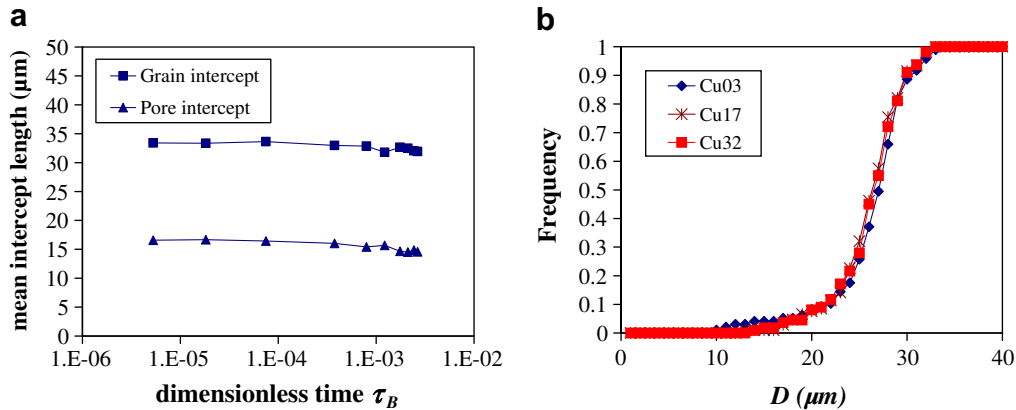 a
50
45
40
35
30
25
20
15
10
5
0
mean intercept length (µm)
Grain intercept
Pore intercept
1.E-06 1.E-05 1.E-04 1.E-03 1.E-02
dimensionless time τB
b
1
0.9
0.8
0.7
0.6
0.5
0.4
0.3
0.2
0.1
0
Frequency
Cu03
Cu17
Cu32
0 10 20 30 40
D (µm)